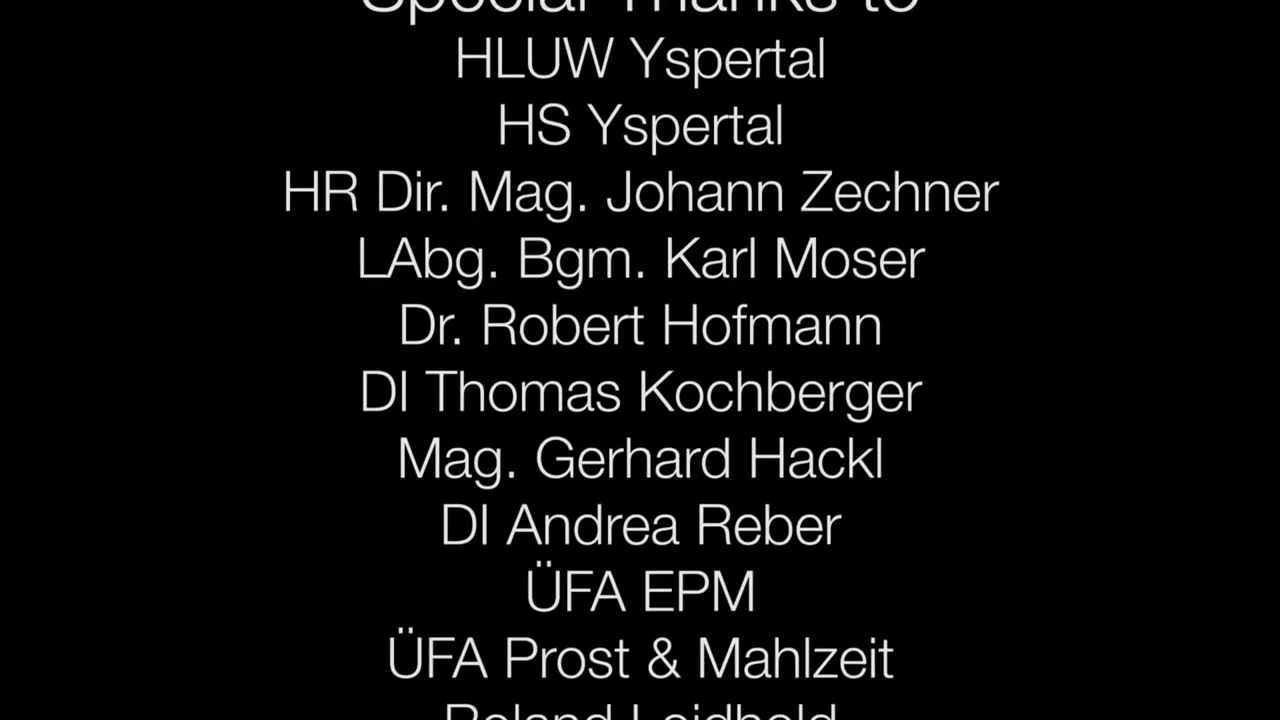 Special Thanks to
HLUW Yspertal
HS Yspertal
HR Dir. Mag. Johann Zechner
LAbg. Bgm. Karl Moser
Dr. Robert Hofmann
DI Thomas Kochberger
Mag. Gerhard Hackl
DI Andrea Reber
ÜFA EPM
ÜFA Prost & Mahlzeit
Roland